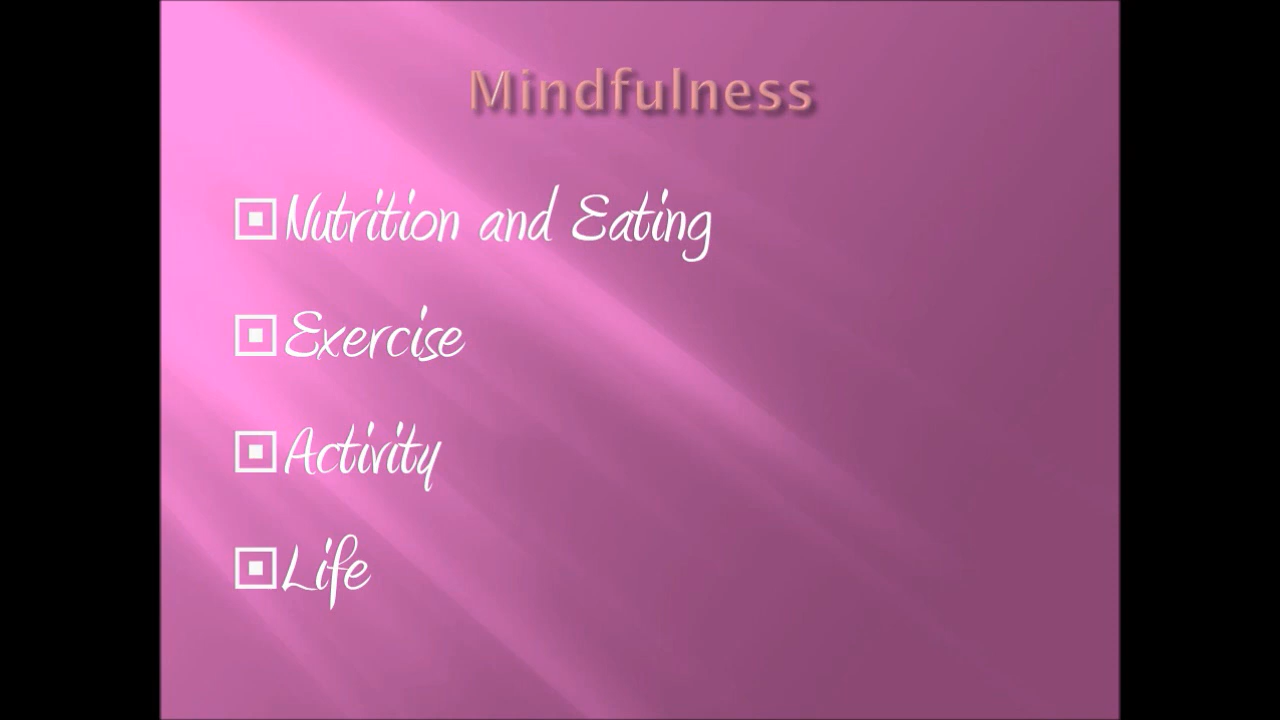 Mindfulness
Nutrition and Eating
Exercise
Activity
Life